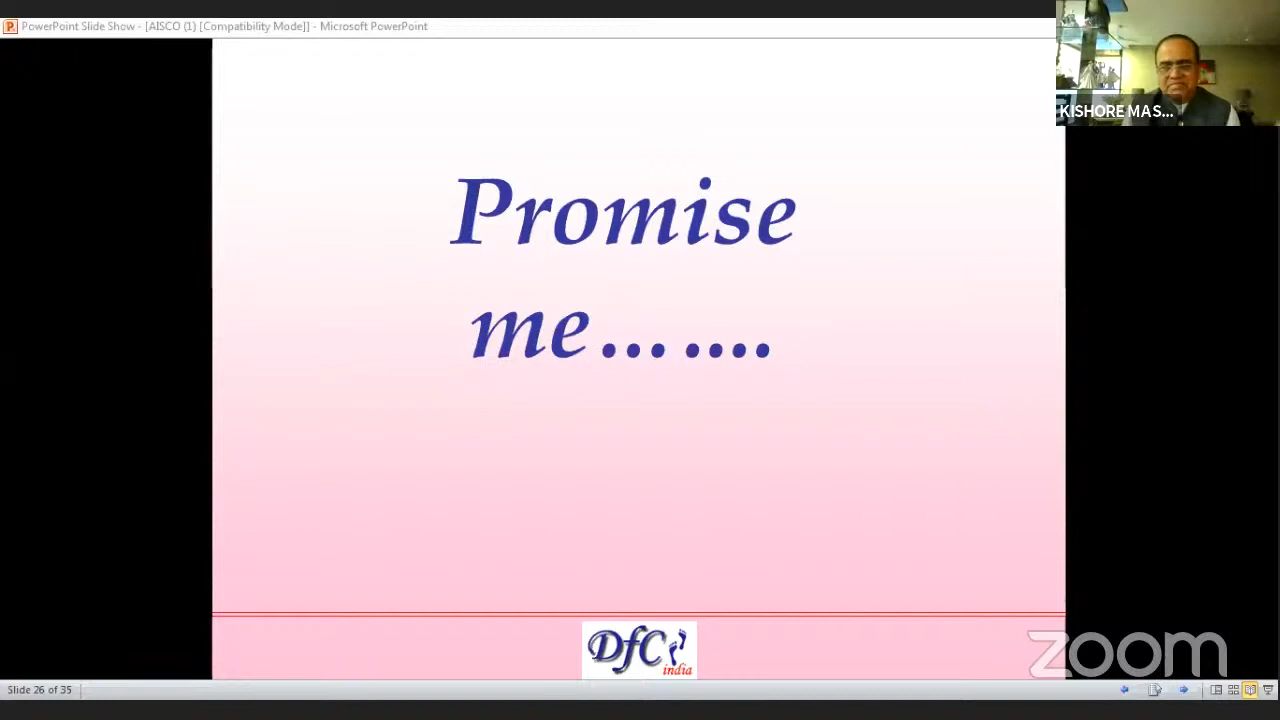 PowerPoint Slide Show - [AISCO (1) [Compatibility Mode]] - Microsoft PowerPoint
KISHORE MAS...
Promise
me…….
DfC
india
zoom
Slide 26 of 35